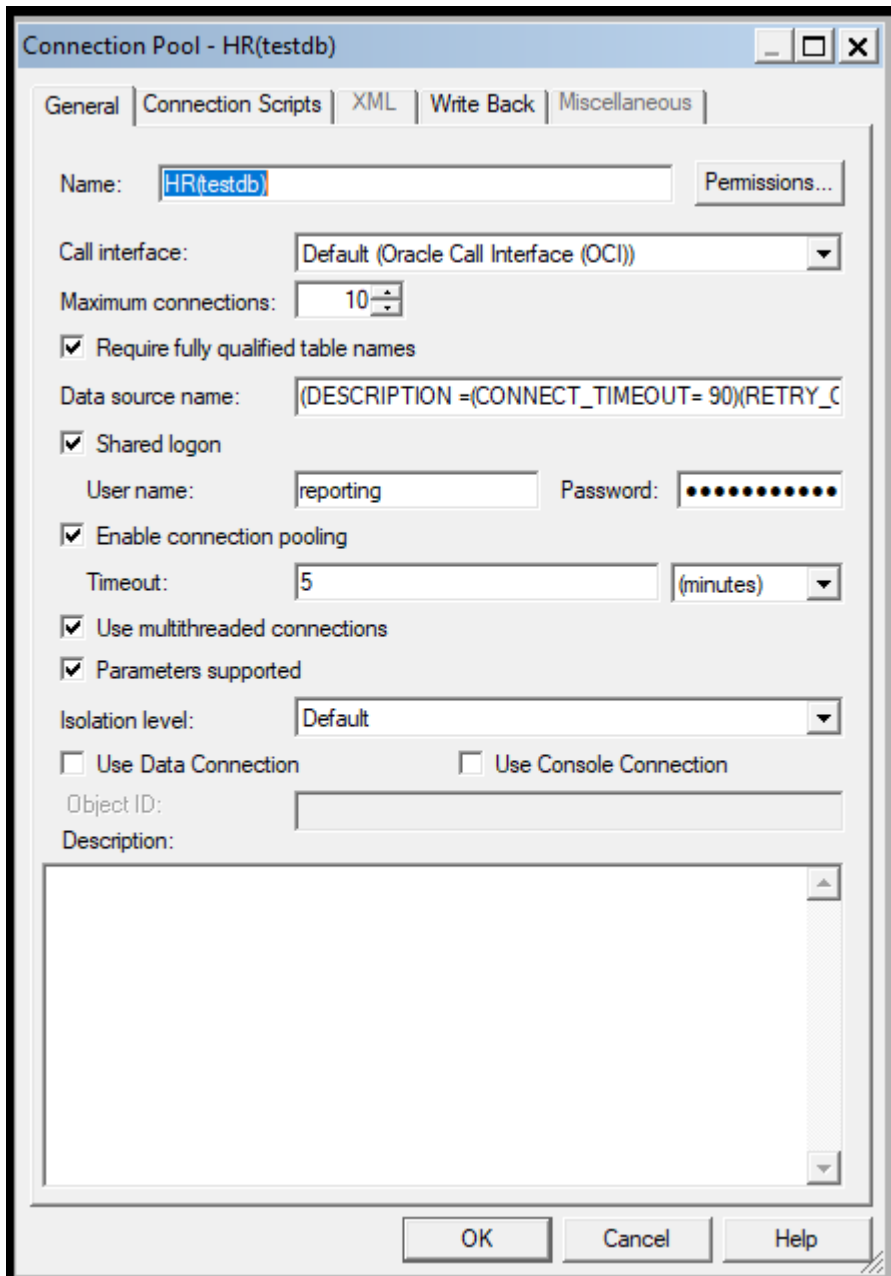 Connection Pool - HR(testdb)
General Connection Scripts XML Write Back Miscellaneous
Name: HR(testdb) Permissions...
Call interface: Default (Oracle Call Interface (OCI))
Maximum connections: 10
Require fully qualified table names
Data source name: (DESCRIPTION =(CONNECT_TIMEOUT= 90)(RETRY_C
Shared logon
User name: reporting Password: ●●●●●●●●●●●
Enable connection pooling
Timeout: 5 (minutes)
Use multithreaded connections
Parameters supported
Isolation level: Default
Use Data Connection Use Console Connection
Object ID:
Description:
OK Cancel Help